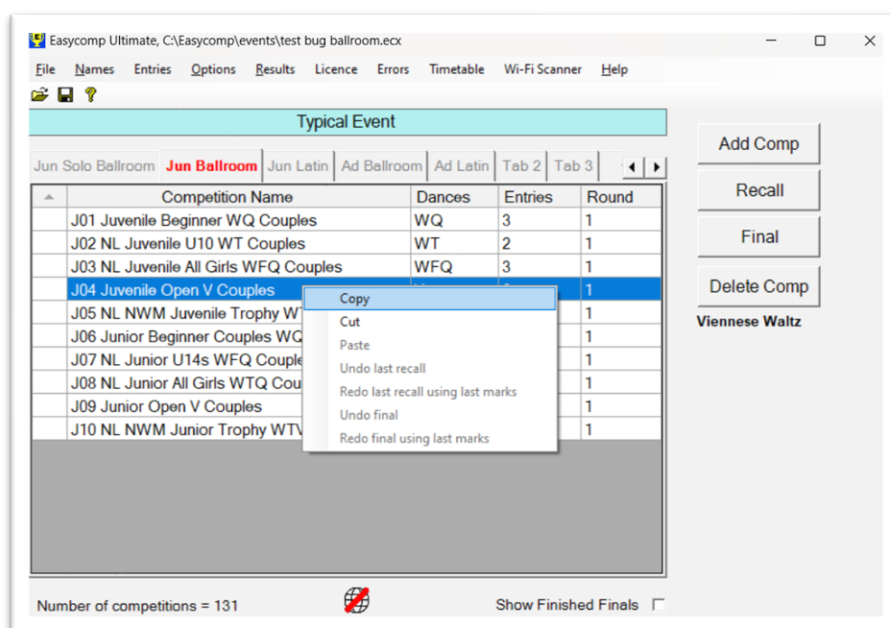 Easycomp Ultimate, C:\Easycomp\events\test bug ballroom.ecx
File Names Entries Options Results Licence Errors Timetable Wi-Fi Scanner Help
Typical Event
Jun Solo Ballroom Jun Ballroom Jun Latin Ad Ballroom Ad Latin Tab 2 Tab 3
Competition Name Dances Entries Round
J01 Juvenile Beginner WQ Couples WQ 3 1
J02 NL Juvenile U10 WT Couples WT 2 1
J03 NL Juvenile All Girls WFQ Couples WFQ 3 1
J04 Juvenile Open V Couples 1
J05 NL NWM Juvenile Trophy 1
J06 Junior Beginner Couples WQ 1
J07 NL Junior U14s WFQ Couple 1
J08 NL Junior All Girls WTQ Cou 1
J09 Junior Open V Couples 1
J10 NL NWM Junior Trophy 1
Copy
Cut
Paste
Undo last recall
Redo last recall using last marks
Undo final
Redo final using last marks
Add Comp
Recall
Final
Delete Comp
Viennese Waltz
Number of competitions = 131
Show Finished Finals